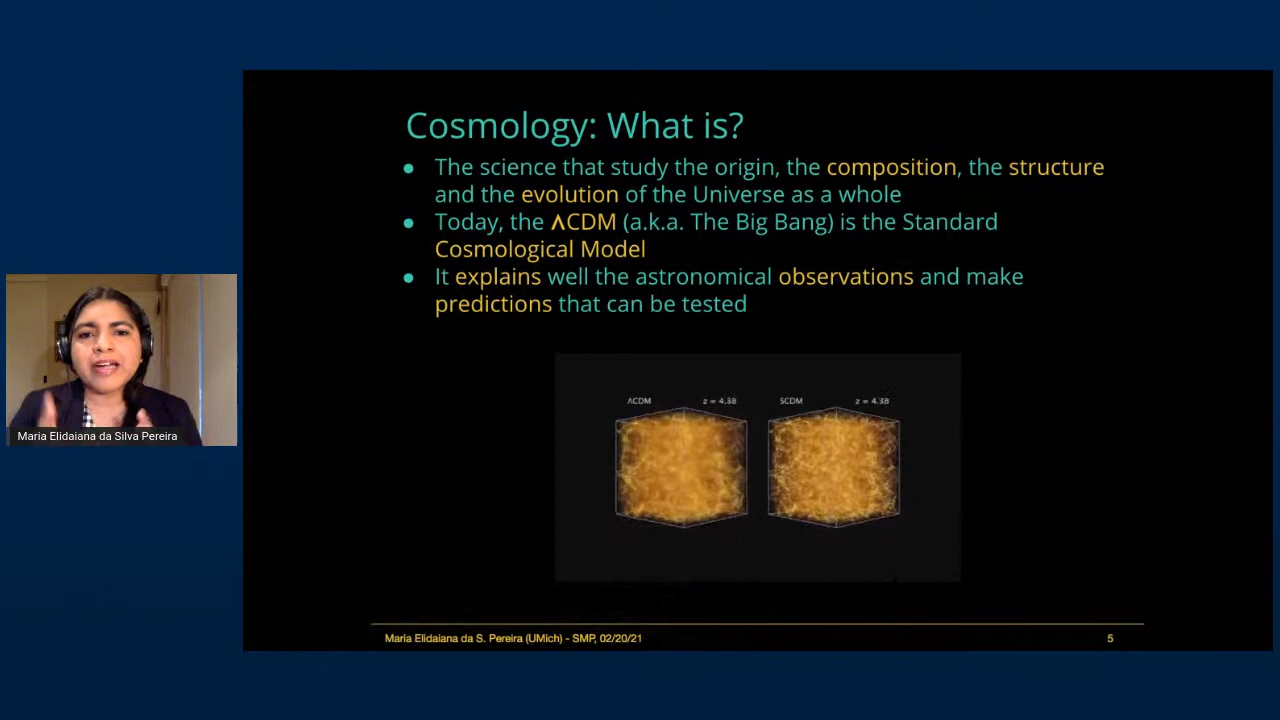 Cosmology: What is?
● The science that study the origin, the composition, the structure
and the evolution of the Universe as a whole
● Today, the ΛCDM (a.k.a. The Big Bang) is the Standard
Cosmological Model
● It explains well the astronomical observations and make
predictions that can be tested
ΛCDM z = 4.38 SCDM z = 4.38
Maria Elidaiana da Silva Pereira
Maria Elidaiana da S. Pereira (UMich) - SMP, 02/20/21 5